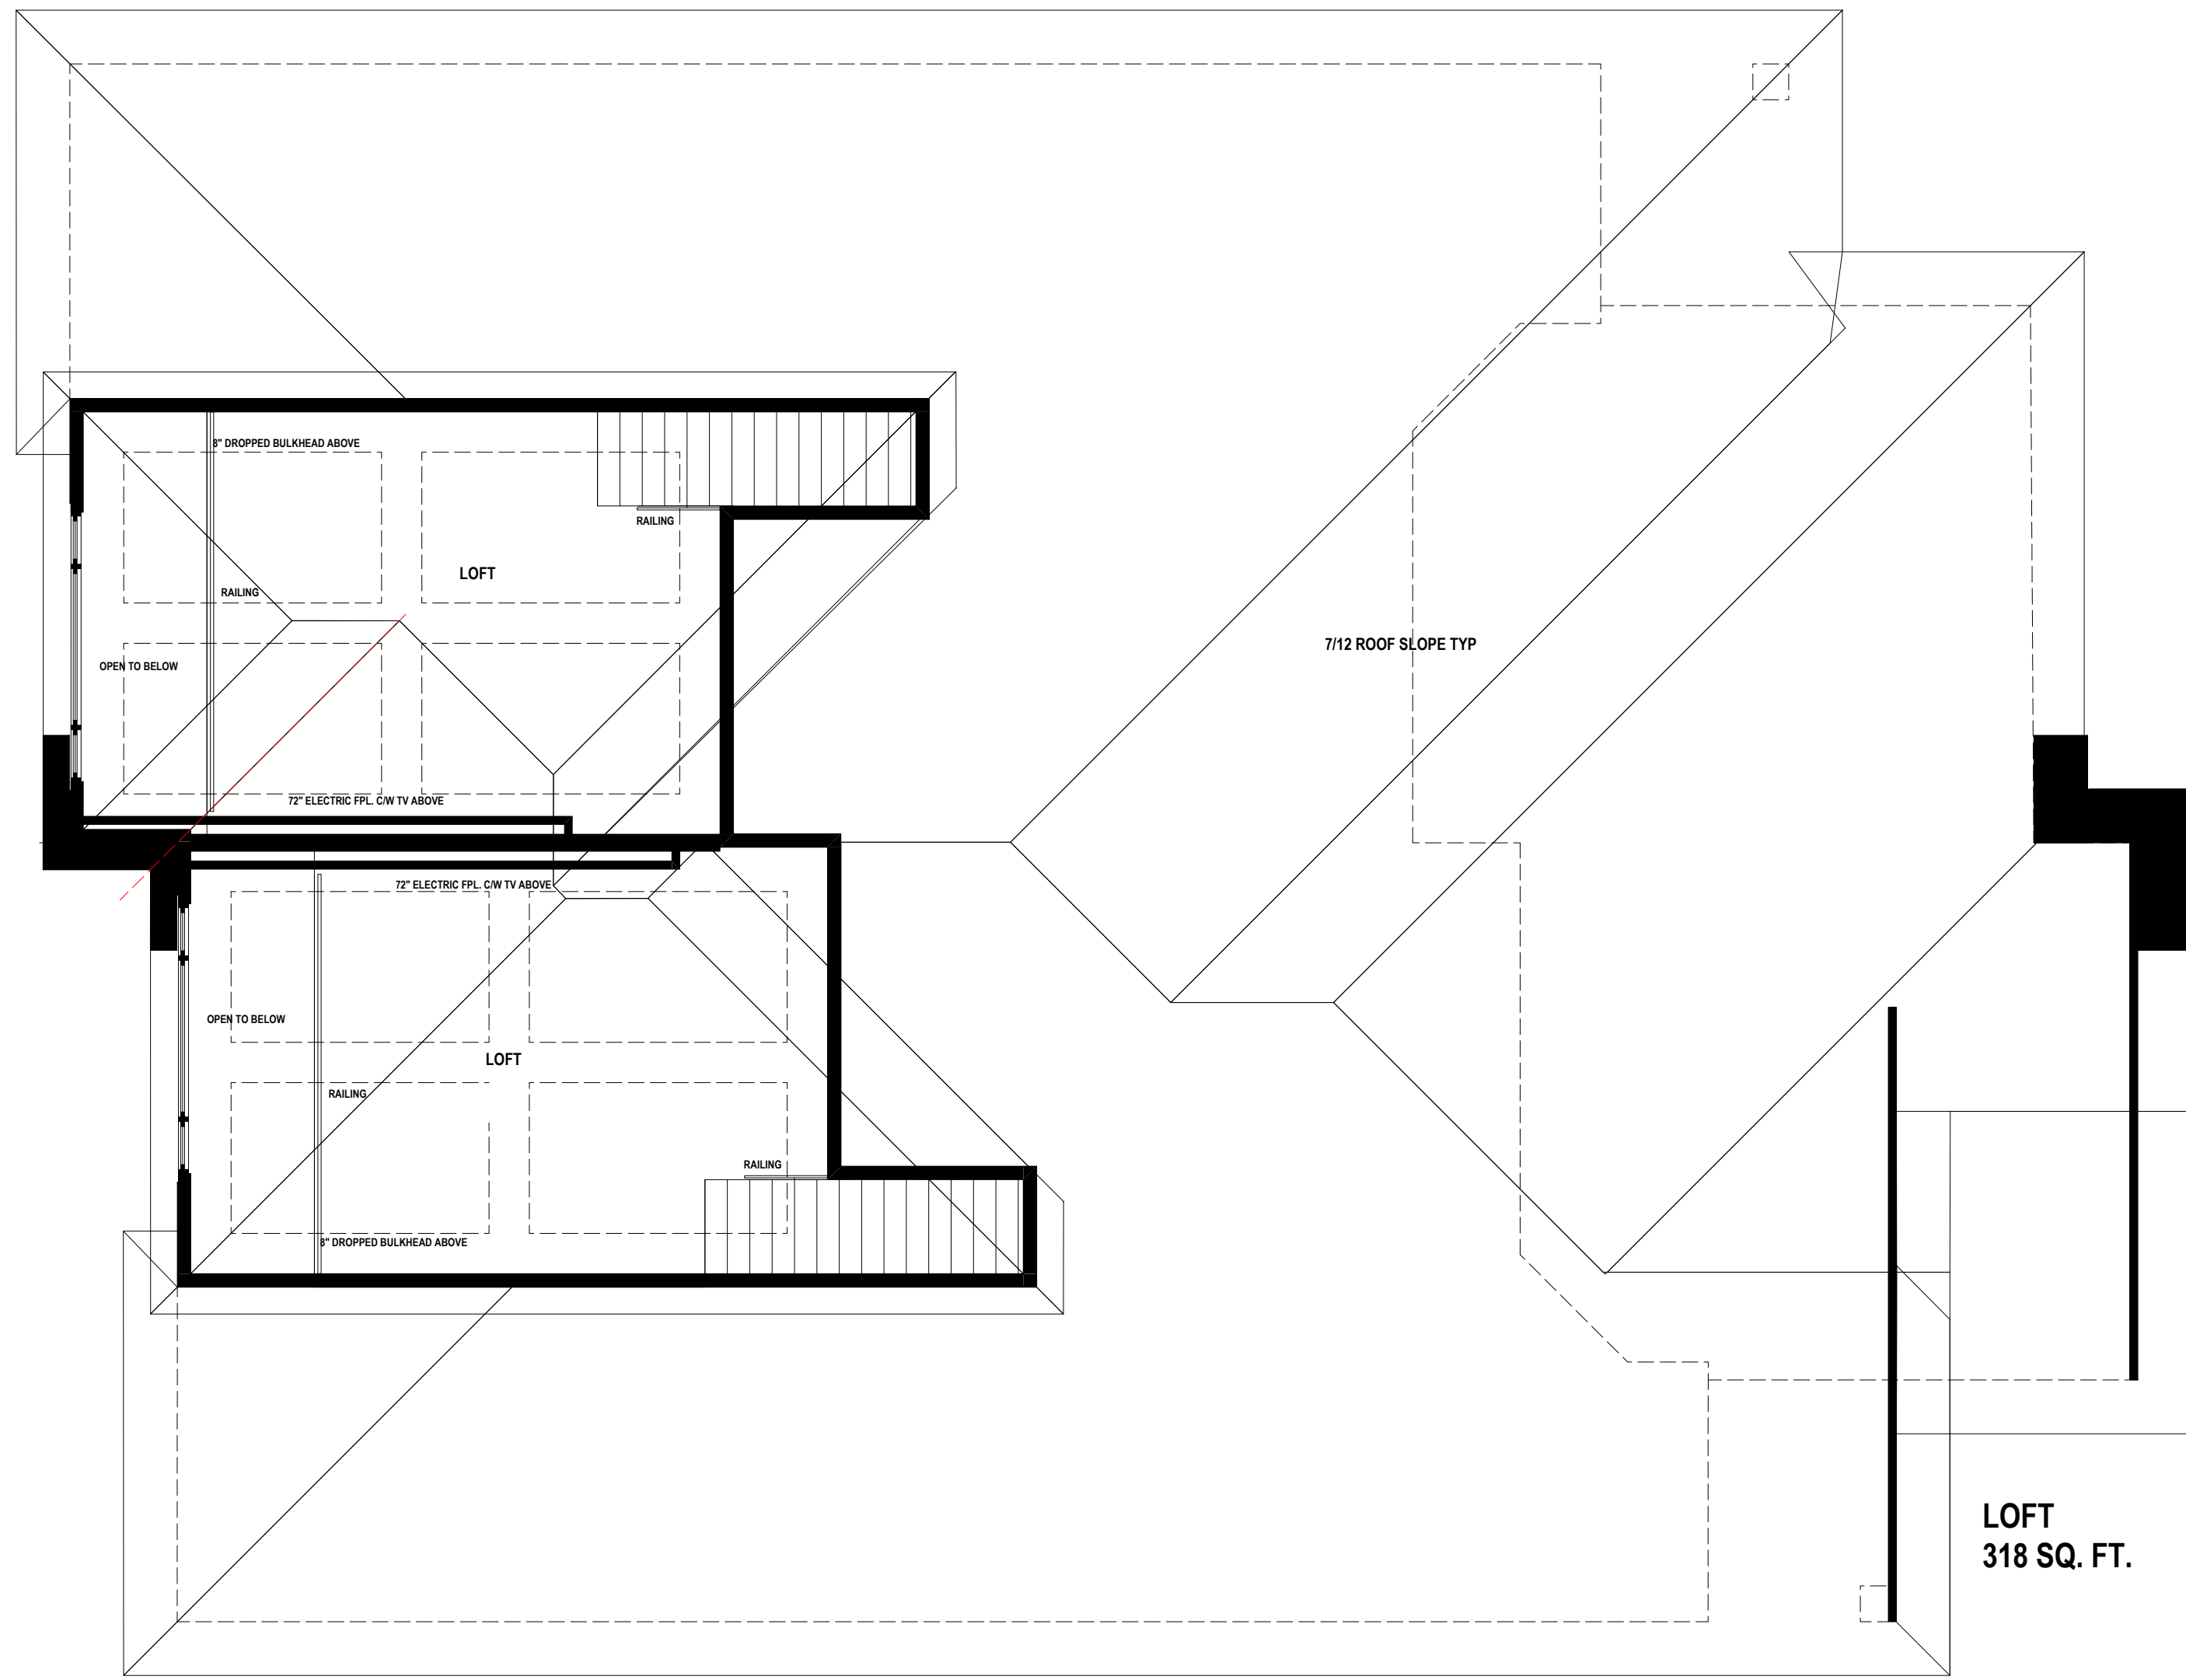 8" DROPPED BULKHEAD ABOVE
RAILING
LOFT
RAILING
7/12 ROOF SLOPE TYP
OPEN TO BELOW
72" ELECTRIC FPL. C/W TV ABOVE
72" ELECTRIC FPL. C/W TV ABOVE
OPEN TO BELOW
LOFT
RAILING
RAILING
8" DROPPED BULKHEAD ABOVE
LOFT
318 SQ. FT.